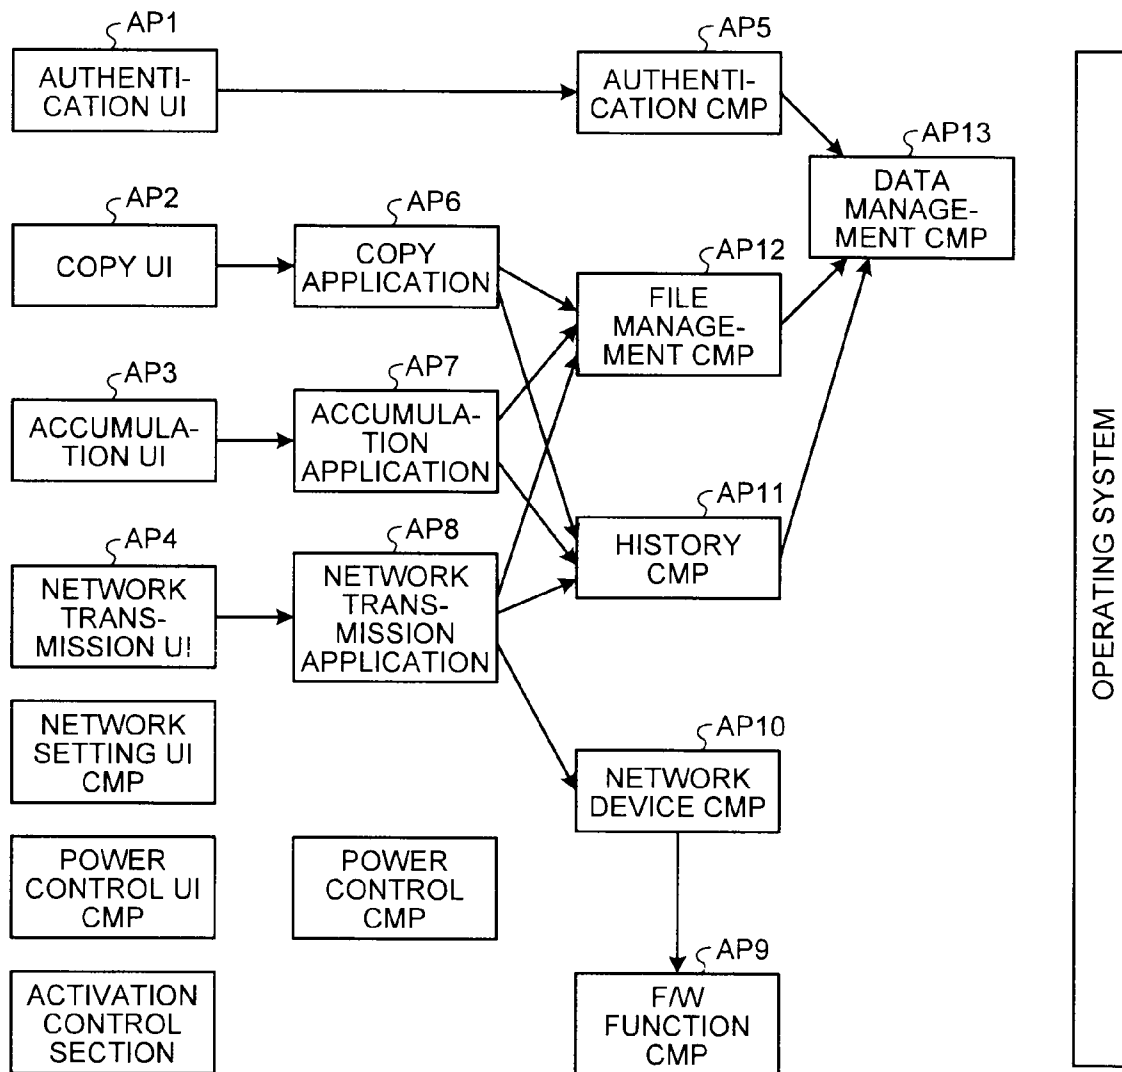 AP1
AUTHENTI-
CATION UI
AP5
AUTHENTI-
CATION CMP
AP13
DATA
MANAGE-
MENT CMP
AP2
COPY UI
AP6
COPY
APPLICATION
AP12
FILE
MANAGE-
MENT CMP
AP3
ACCUMULA-
TION UI
AP7
ACCUMULA-
TION
APPLICATION
AP11
HISTORY
CMP
AP4
NETWORK
TRANS-
MISSION UI
AP8
NETWORK
TRANS-
MISSION
APPLICATION
NETWORK
SETTING UI
CMP
AP10
NETWORK
DEVICE CMP
POWER
CONTROL UI
CMP
POWER
CONTROL
CMP
AP9
F/W
FUNCTION
CMP
ACTIVATION
CONTROL
SECTION
OPERATING SYSTEM